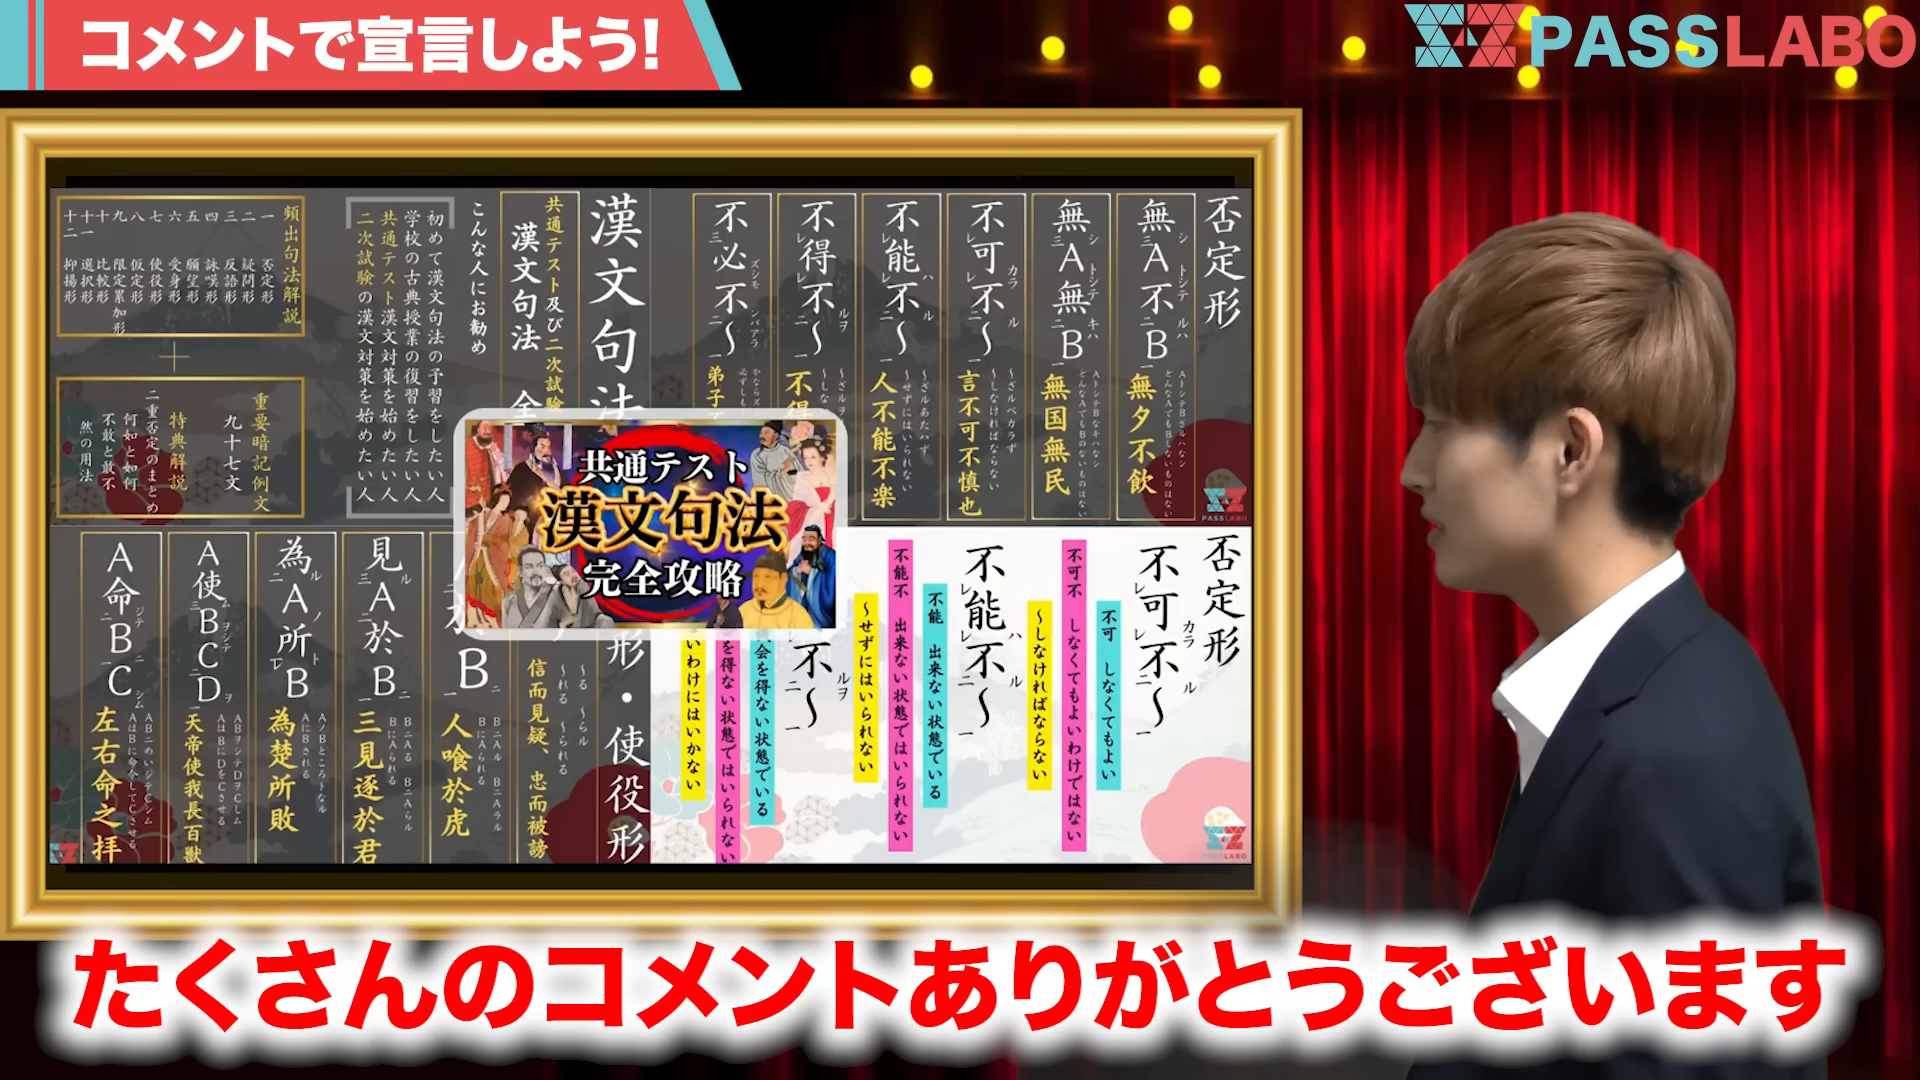 コメントで宣言しよう!
PASSLABO
否定形
無A不B
無夕不飲
無A無B
無国無民
不可不〜
言不可不慎也
不能不〜
人不能不楽
不得不〜
不得
不必不〜
弟子不
漢文句法
共通テスト及び二次試験
漢文句法 全
こんな人にお勧め
初めて漢文句法の予習をしたい人
学校の古典授業の復習をしたい人
共通テスト漢文対策を始めたい人
二次試験の漢文対策を始めたい人
頻出句法解説
一 否定形
二 疑問形
三 反語形
四 詠嘆形
五 願望形
六 受身形
七 使役形
八 仮定形
九 限定累加形
十 比較形
十一 選択形
十二 抑揚形
重要暗記例文
九十七文
特典解説
二重否定のまとめ
何如と如何
不敢と敢不
然の用法
共通テスト
漢文句法
完全攻略
否定形
不可不〜
不可 しなくてもよい
不可不 しなくてもよいわけではない
〜しなければならない
不能不〜
不能 出来ない状態でいる
不能不 出来ない状態ではいられない
〜せずにはいられない
不〜
会を得ない状態でいる
を得ない状態ではいられない
いわけにはいかない
形・使役形
信而見疑、忠而被謗
於B
人喰於虎
見A於B
三見逐於君
為A所B
為楚所敗
A使BCD
天帝使我長百獣
A命BC
左右命之拝
PASSLABO
たくさんのコメントありがとうございます